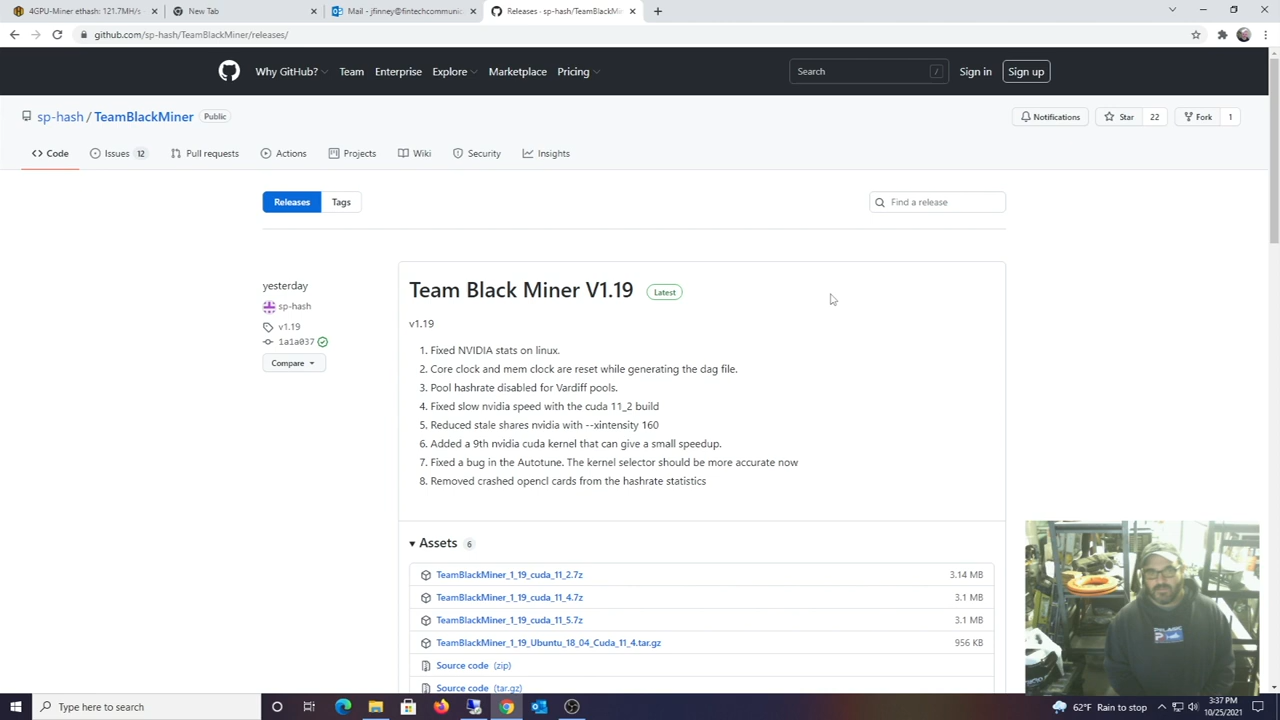 4GPU-Miner ethash: 121.7MH/s -
New Tab
Mail - jfinney@fintechcommunic
Releases · sp-hash/TeamBlackMin
github.com/sp-hash/TeamBlackMiner/releases/
Why GitHub?
Team
Enterprise
Explore
Marketplace
Pricing
Search
/
Sign in
Sign up
sp-hash / TeamBlackMiner
Public
Notifications
Star
22
Fork
1
Code
Issues 12
Pull requests
Actions
Projects
Wiki
Security
Insights
Releases
Tags
Find a release
yesterday
sp-hash
v1.19
1a1a037
Compare
Team Black Miner V1.19
Latest
v1.19
1. Fixed NVIDIA stats on linux.
2. Core clock and mem clock are reset while generating the dag file.
3. Pool hashrate disabled for Vardiff pools.
4. Fixed slow nvidia speed with the cuda 11_2 build
5. Reduced stale shares nvidia with --xintensity 160
6. Added a 9th nvidia cuda kernel that can give a small speedup.
7. Fixed a bug in the Autotune. The kernel selector should be more accurate now
8. Removed crashed opencl cards from the hashrate statistics
Assets 6
TeamBlackMiner_1_19_cuda_11_2.7z
3.14 MB
TeamBlackMiner_1_19_cuda_11_4.7z
3.1 MB
TeamBlackMiner_1_19_cuda_11_5.7z
3.1 MB
TeamBlackMiner_1_19_Ubuntu_18_04_Cuda_11_4.tar.gz
956 KB
Source code (zip)
Source code (tar.gz)
Type here to search
62°F Rain to stop
3:37 PM
10/25/2021